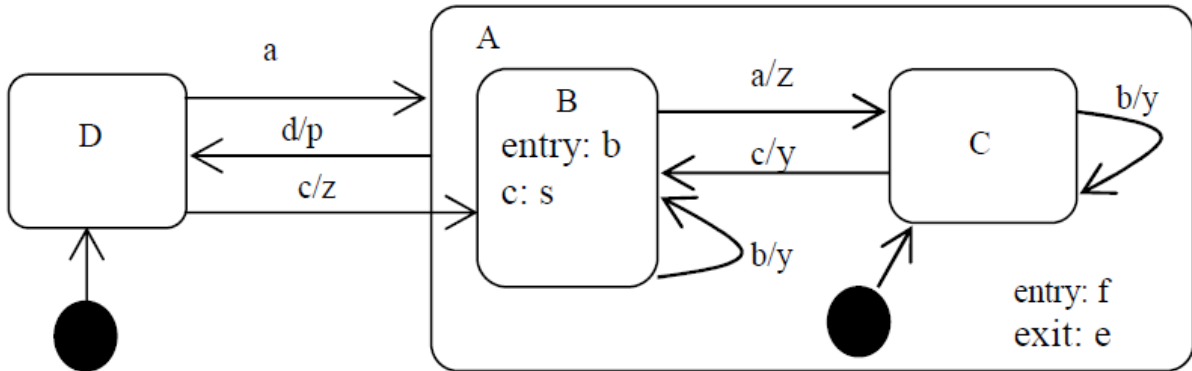 A
a
D
d/p
c/z
B
entry: b
c: s
a/z
c/y
b/y
C
b/y
entry: f
exit: e